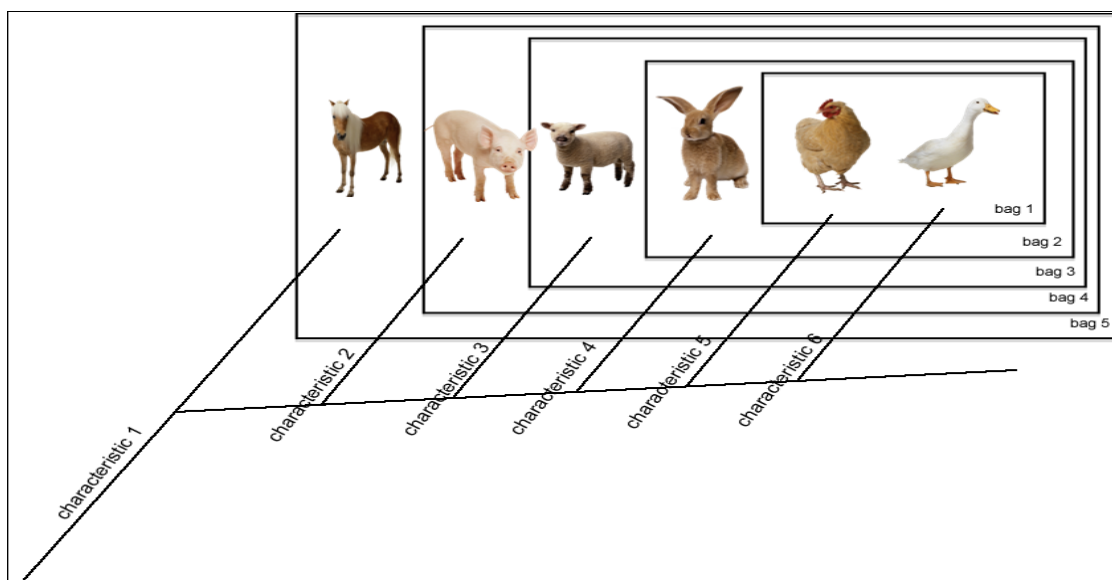 bag 1
bag 2
bag 3
bag 4
bag 5
characteristic 1
characteristic 2
characteristic 3
characteristic 4
characteristic 5
characteristic 6